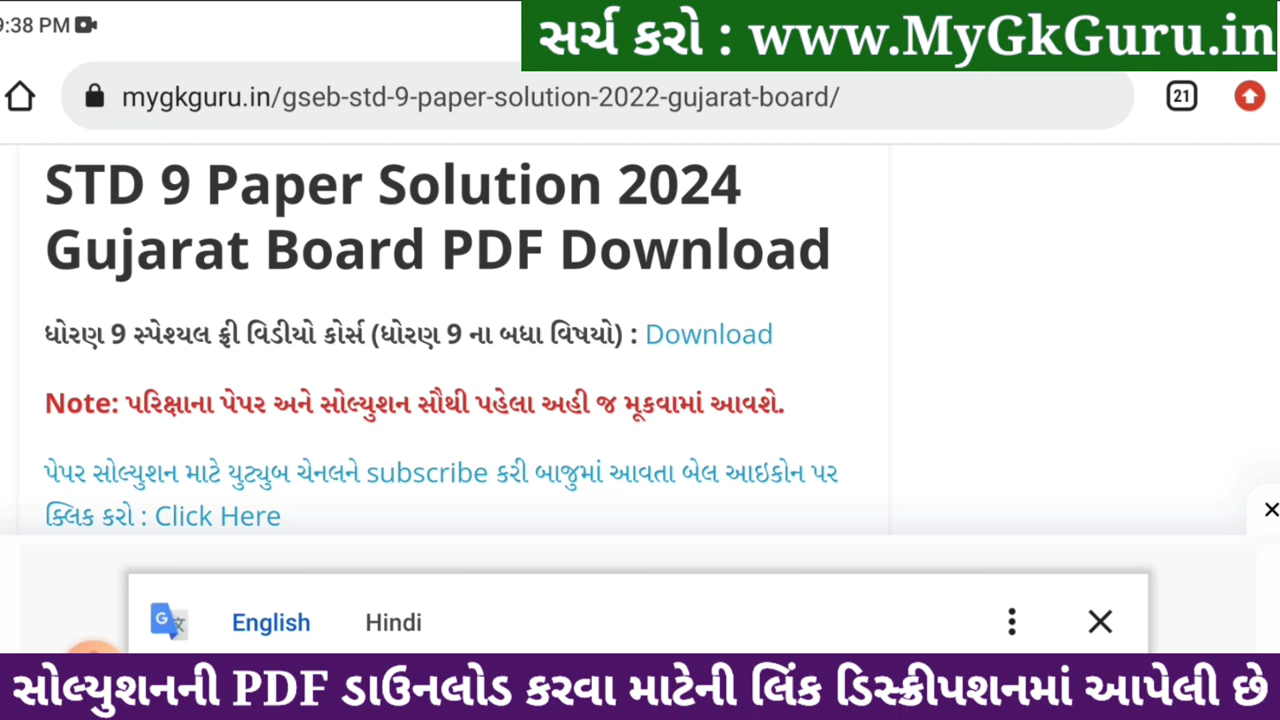 9:38 PM
સર્ચ કરો : www.MyGkGuru.in
mygkguru.in/gseb-std-9-paper-solution-2022-gujarat-board/
21
STD 9 Paper Solution 2024
Gujarat Board PDF Download
ધોરણ 9 સ્પેશ્યલ ફ્રી વિડીયો કોર્સ (ધોરણ 9 ના બધા વિષયો) : Download
Note: પરિક્ષાના પેપર અને સોલ્યુશન સૌથી પહેલા અહી જ મૂકવામાં આવશે.
પેપર સોલ્યુશન માટે યુટ્યુબ ચેનલને subscribe કરી બાજુમાં આવતા બેલ આઇકોન પર
ક્લિક કરો : Click Here
English Hindi
સોલ્યુશનની PDF ડાઉનલોડ કરવા માટેની લિંક ડિસ્ક્રીપશનમાં આપેલી છે